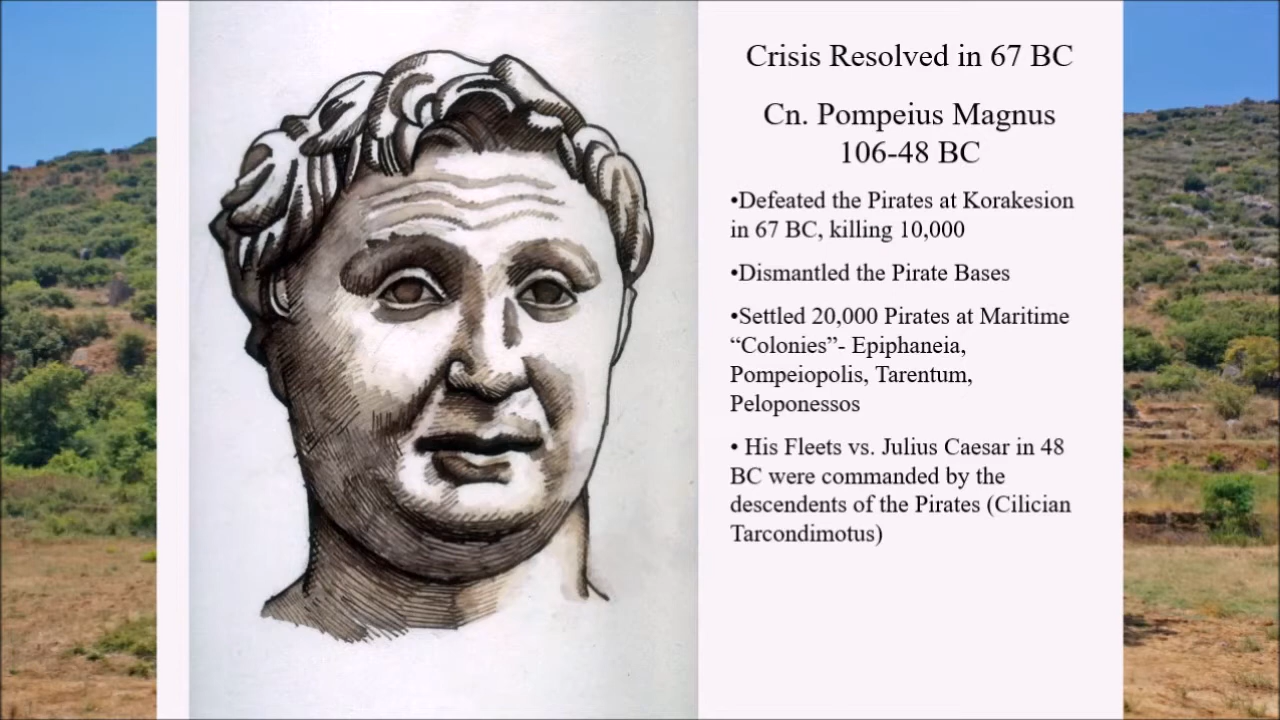 Crisis Resolved in 67 BC
Cn. Pompeius Magnus
106-48 BC
•Defeated the Pirates at Korakesion
in 67 BC, killing 10,000
•Dismantled the Pirate Bases
•Settled 20,000 Pirates at Maritime
“Colonies”- Epiphaneia,
Pompeiopolis, Tarentum,
Peloponessos
• His Fleets vs. Julius Caesar in 48
BC were commanded by the
descendents of the Pirates (Cilician
Tarcondimotus)